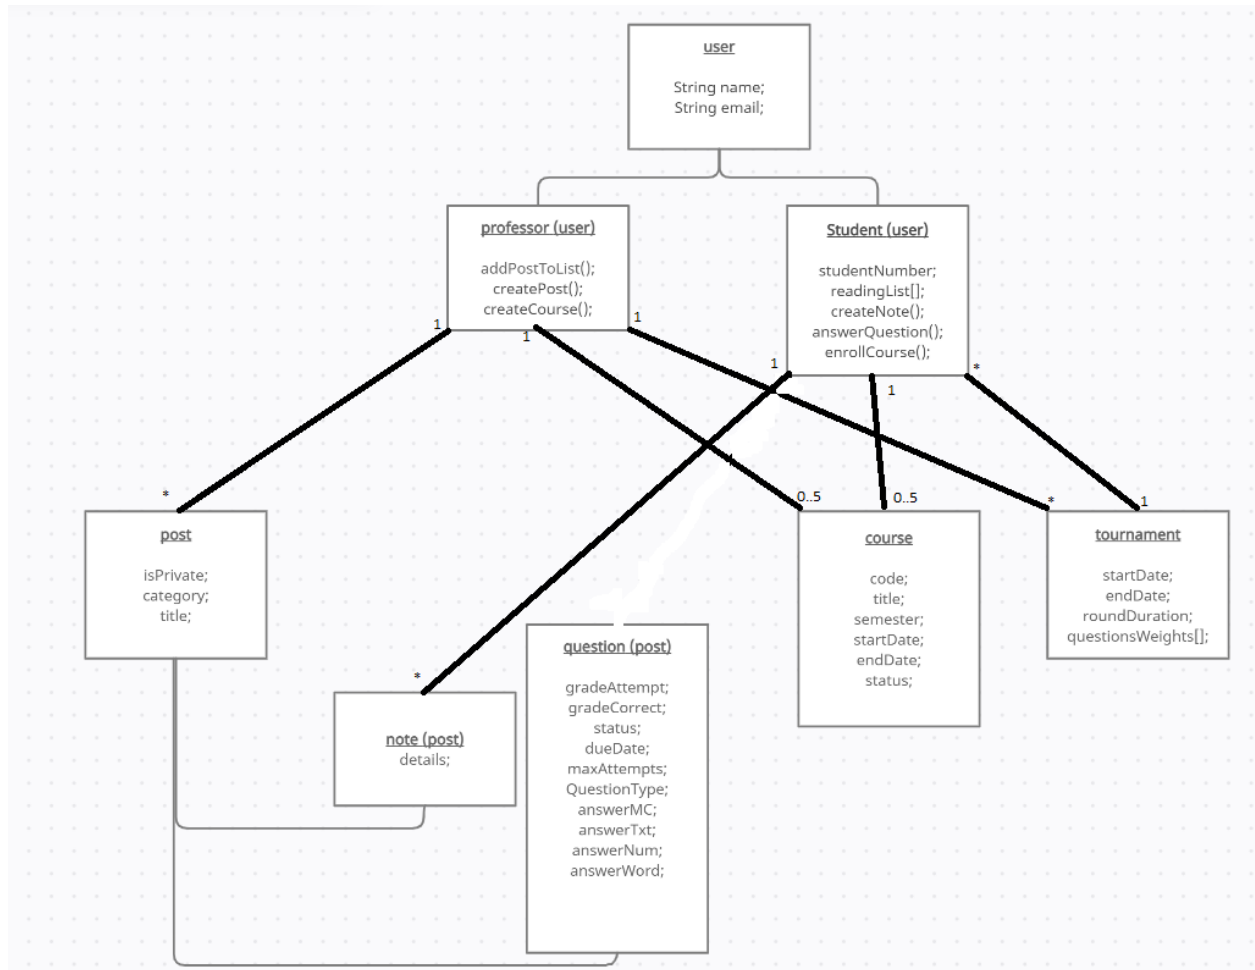 user
String name;
String email;
professor (user)
addPostToList();
createPost();
createCourse();
Student (user)
studentNumber;
readingList[];
createNote();
answerQuestion();
enrollCourse();
1
1
1
1
1
*
*
0..5
0..5
*
1
post
isPrivate;
category;
title;
course
code;
title;
semester;
startDate;
endDate;
status;
tournament
startDate;
endDate;
roundDuration;
questionsWeights[];
*
note (post)
details;
question (post)
gradeAttempt;
gradeCorrect;
status;
dueDate;
maxAttempts;
QuestionType;
answerMC;
answerTxt;
answerNum;
answerWord;